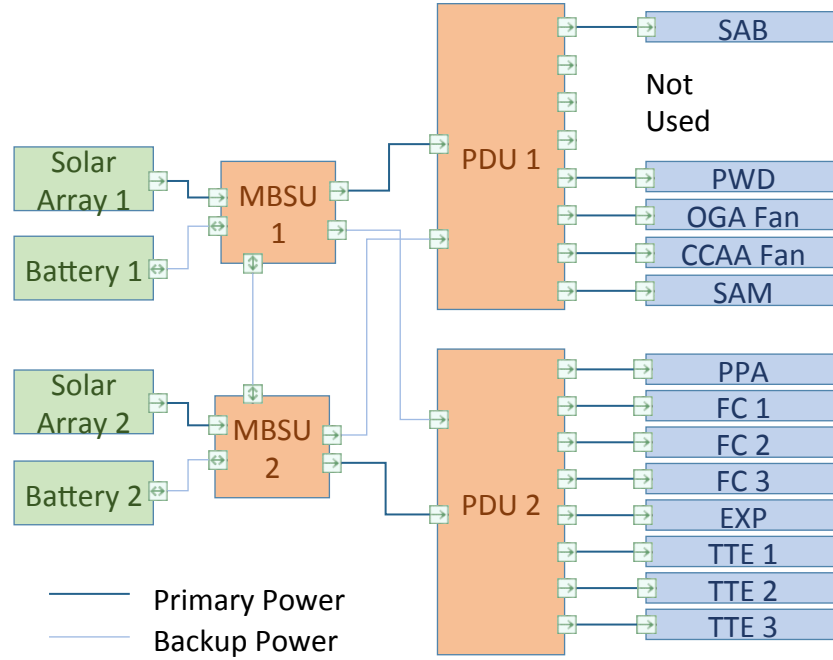 Solar
Array 1
Battery 1
Solar
Array 2
Battery 2
MBSU
1
MBSU
2
PDU 1
PDU 2
SAB
Not
Used
PWD
OGA Fan
CCAA Fan
SAM
PPA
FC 1
FC 2
FC 3
EXP
TTE 1
TTE 2
TTE 3
Primary Power
Backup Power